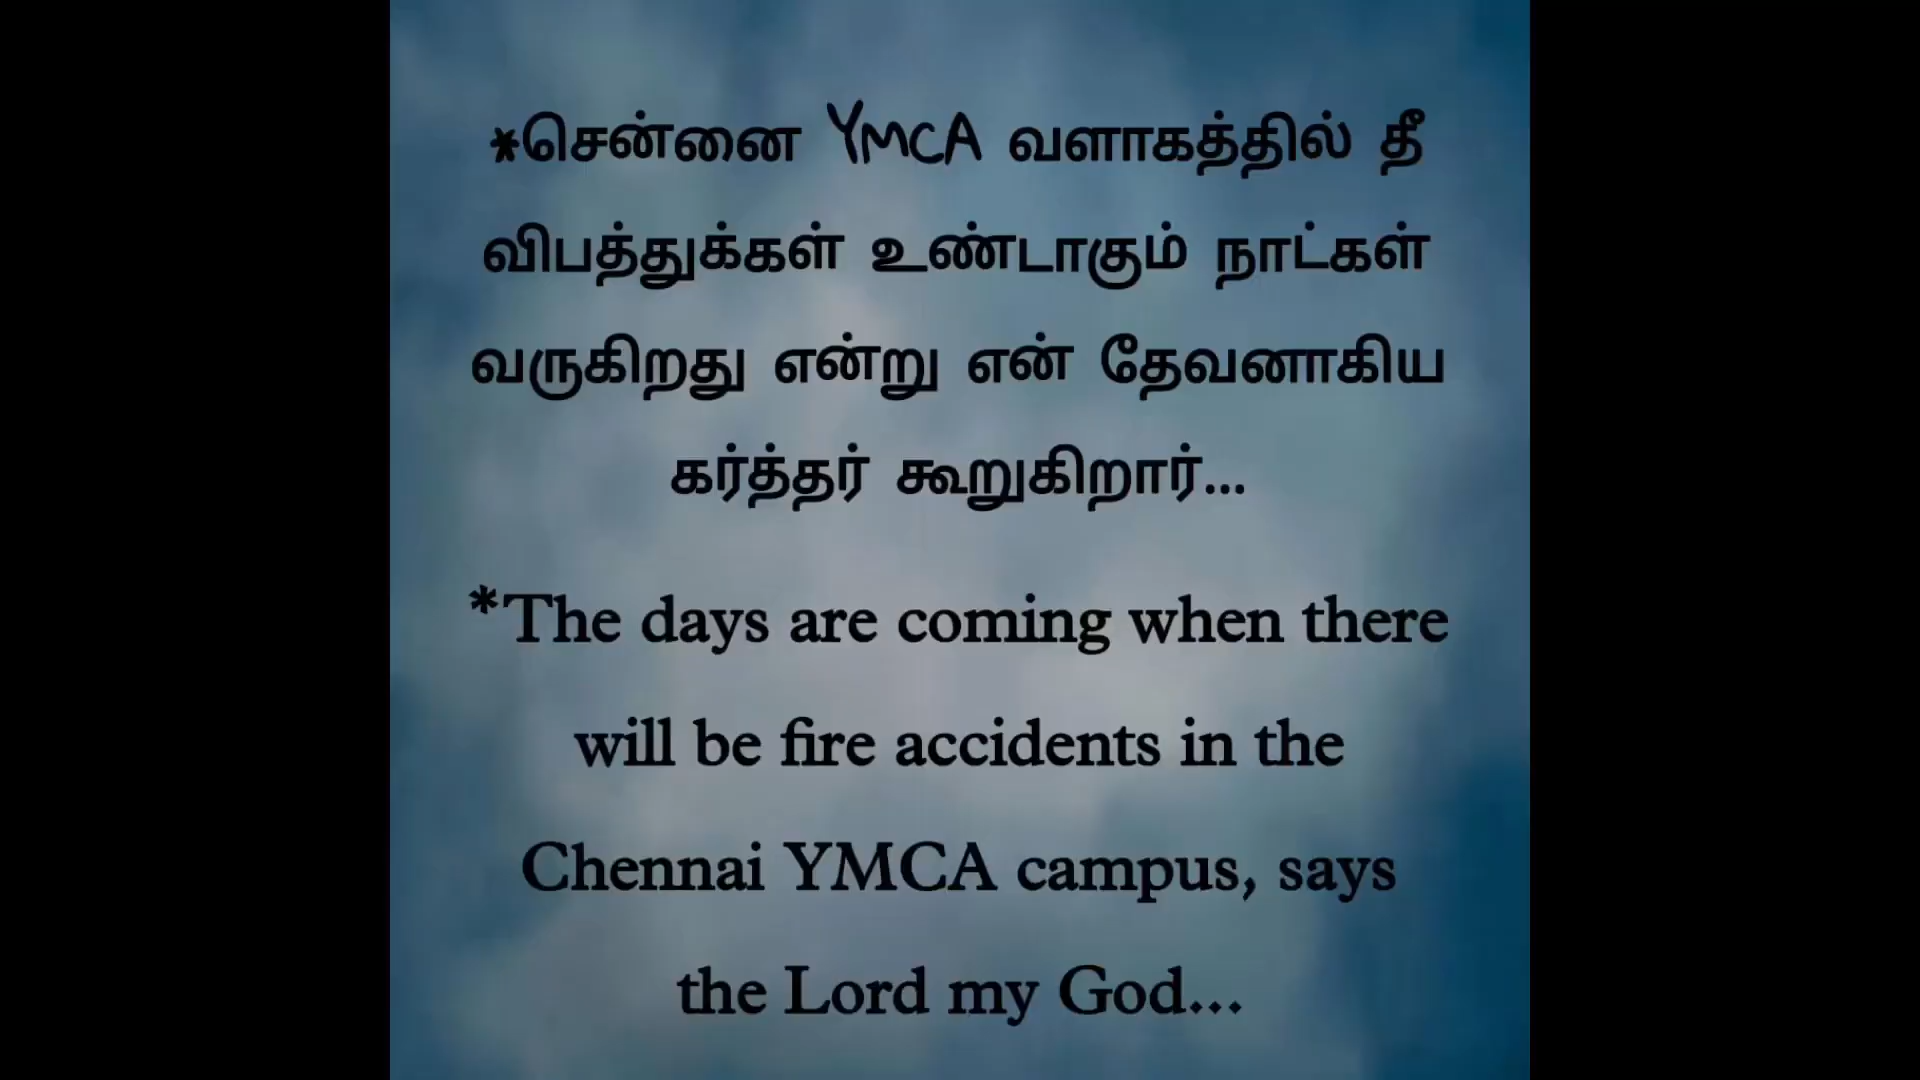 *சென்னை YMCA வளாகத்தில் தீ
விபத்துக்கள் உண்டாகும் நாட்கள்
வருகிறது என்று என் தேவனாகிய
கர்த்தர் கூறுகிறார்...
*The days are coming when there
will be fire accidents in the
Chennai YMCA campus, says
the Lord my God...